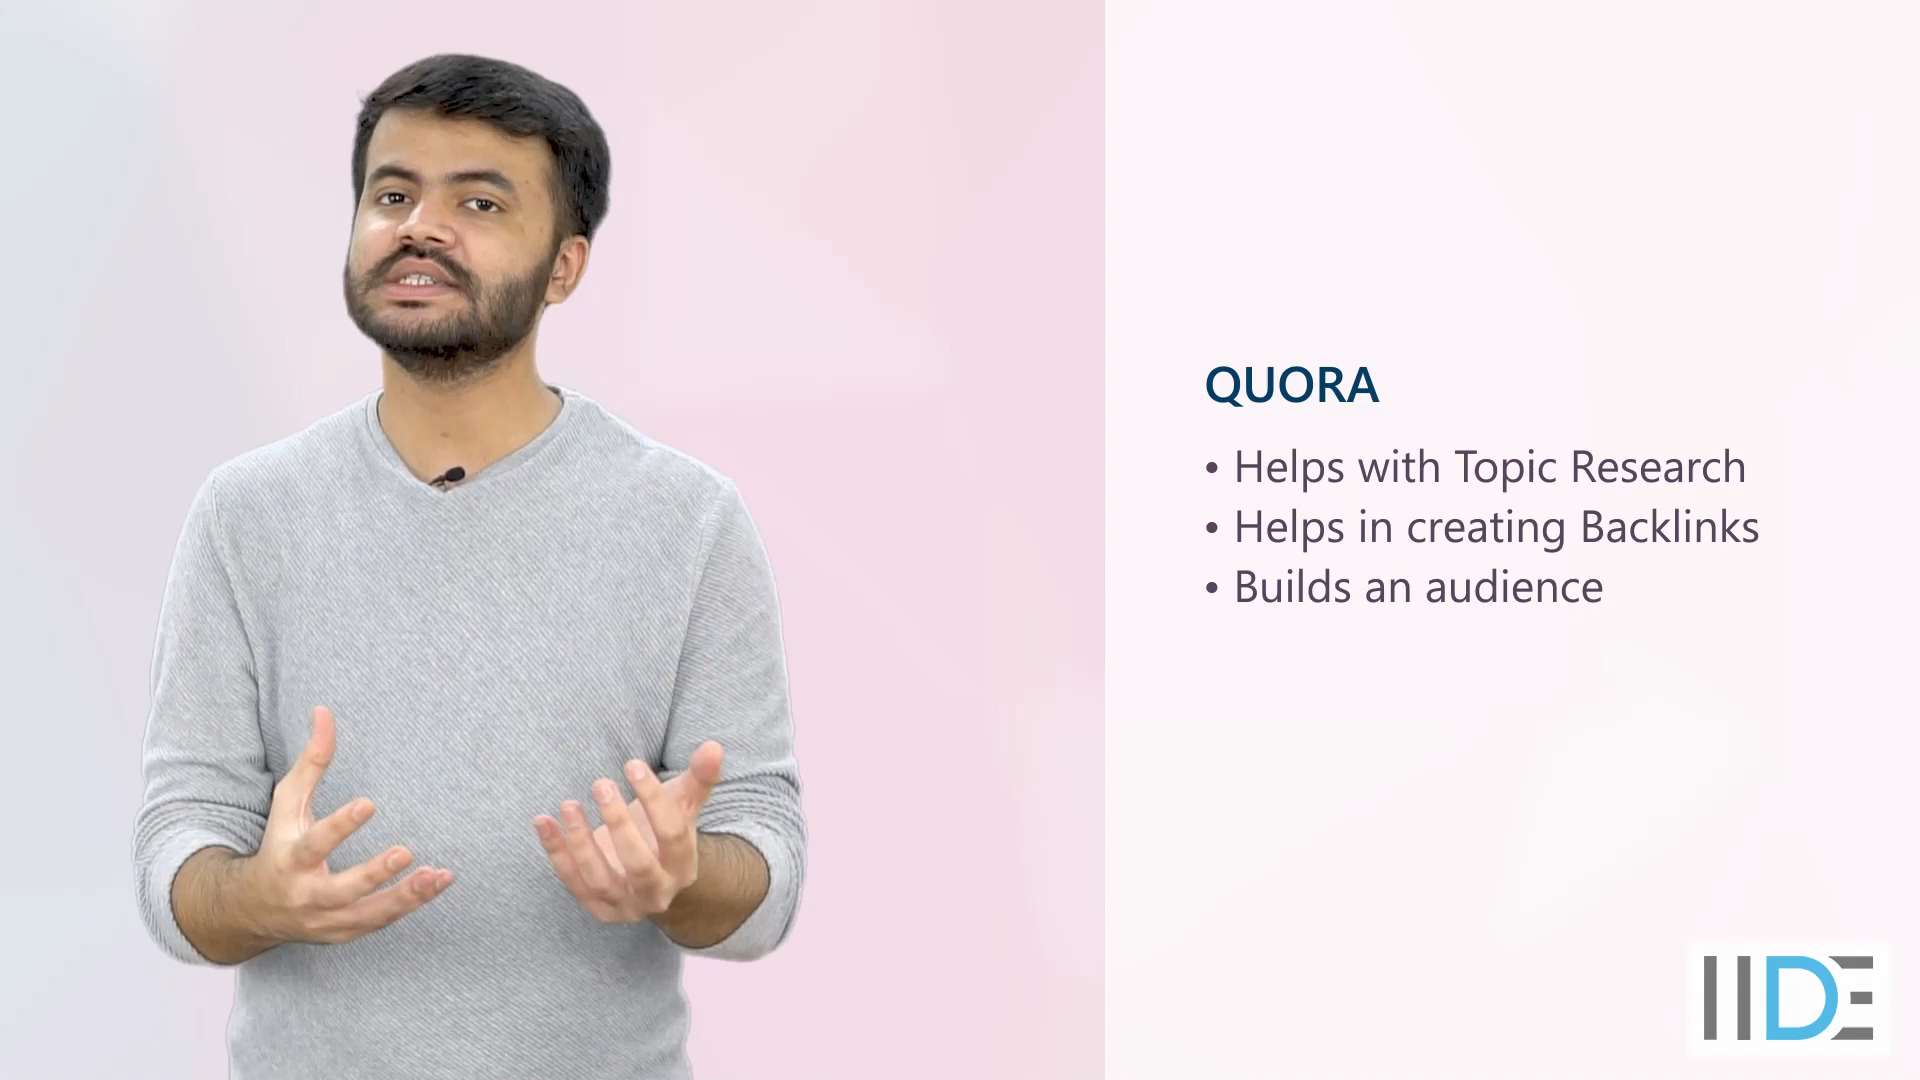 QUORA
• Helps with Topic Research
• Helps in creating Backlinks
• Builds an audience
IIDE